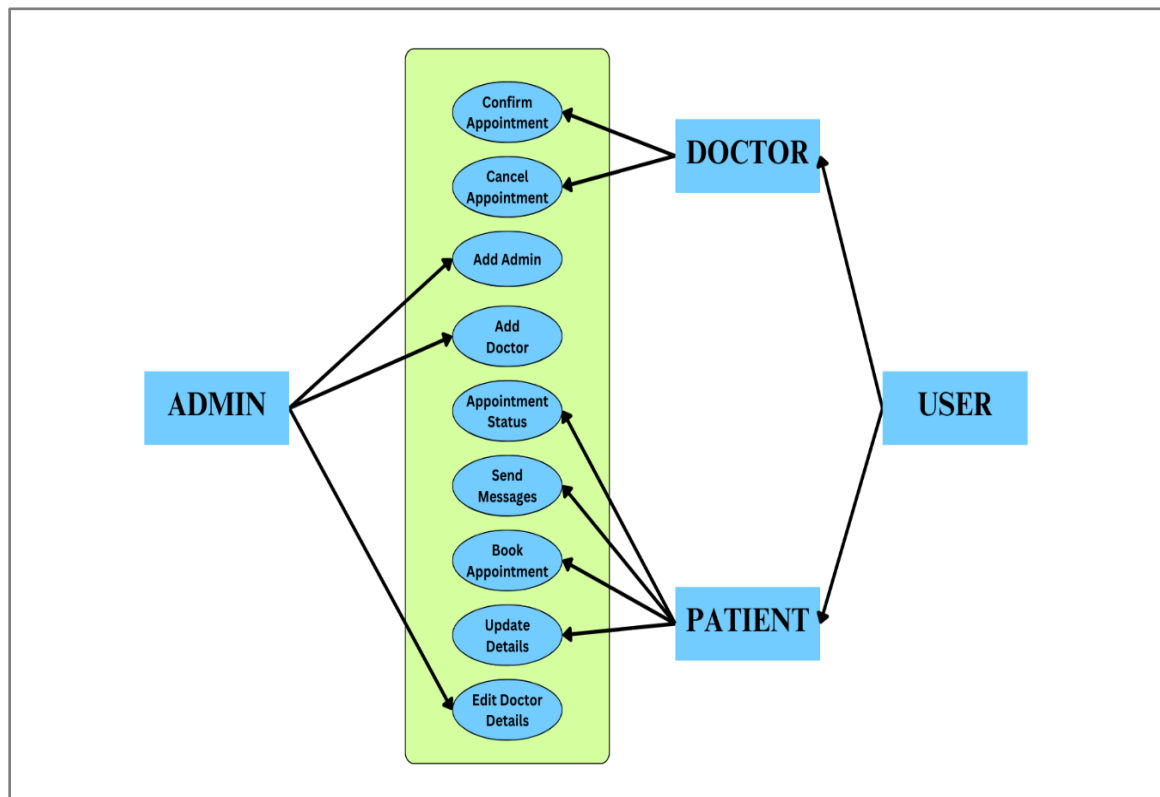 Confirm
Appointment
DOCTOR
Cancel
Appointment
Add Admin
Add
Doctor
ADMIN
Appointment
Status
USER
Send
Messages
Book
Appointment
PATIENT
Update
Details
Edit Doctor
Details